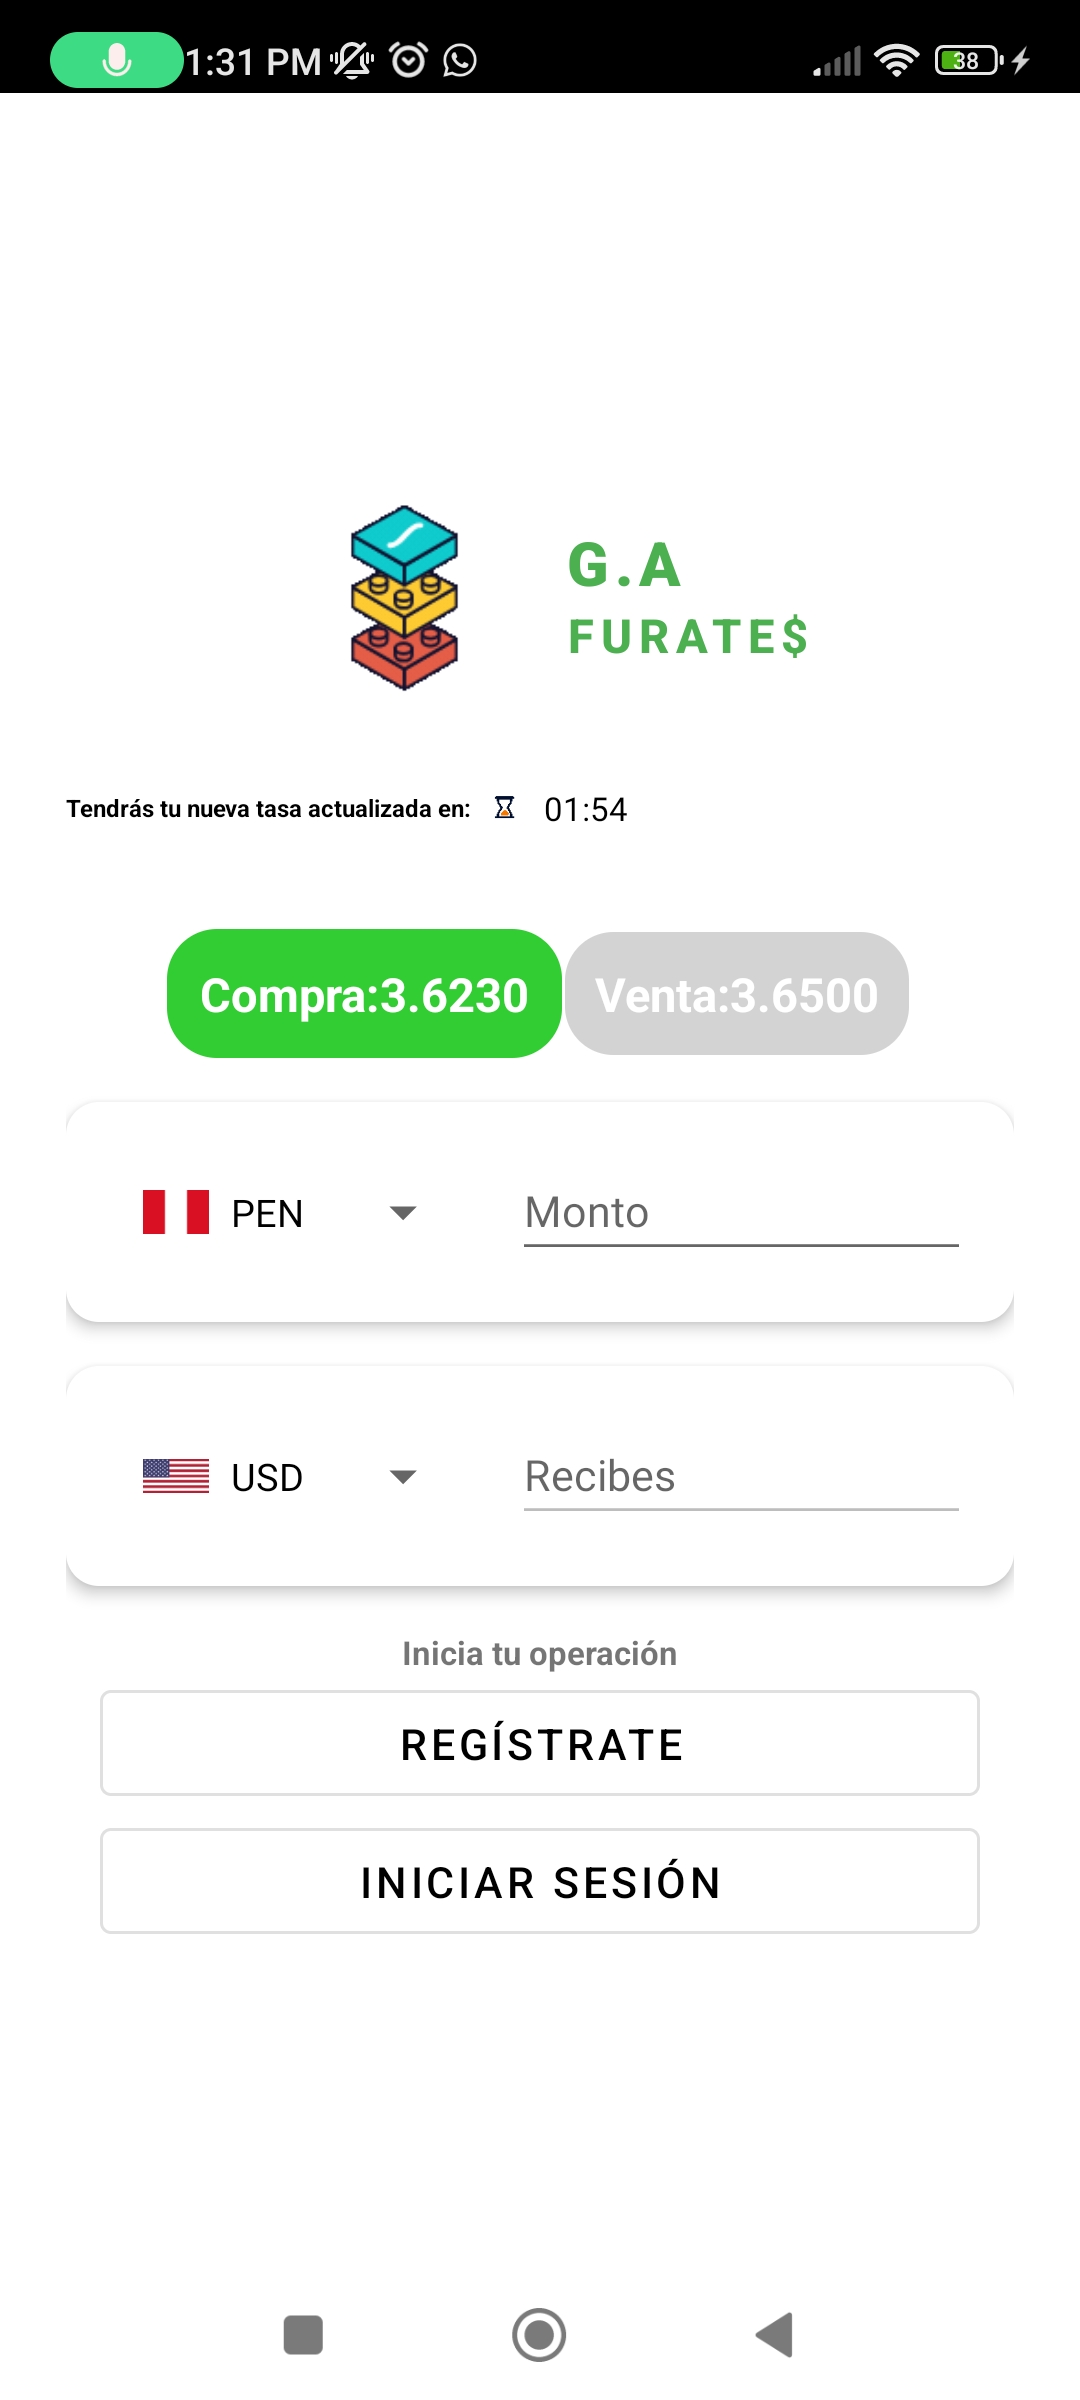 1:31 PM 38
G.A
FURATE$
Tendrás tu nueva tasa actualizada en: 01:54
Compra:3.6230 Venta:3.6500
PEN Monto
USD Recibes
Inicia tu operación
REGÍSTRATE
INICIAR SESIÓN